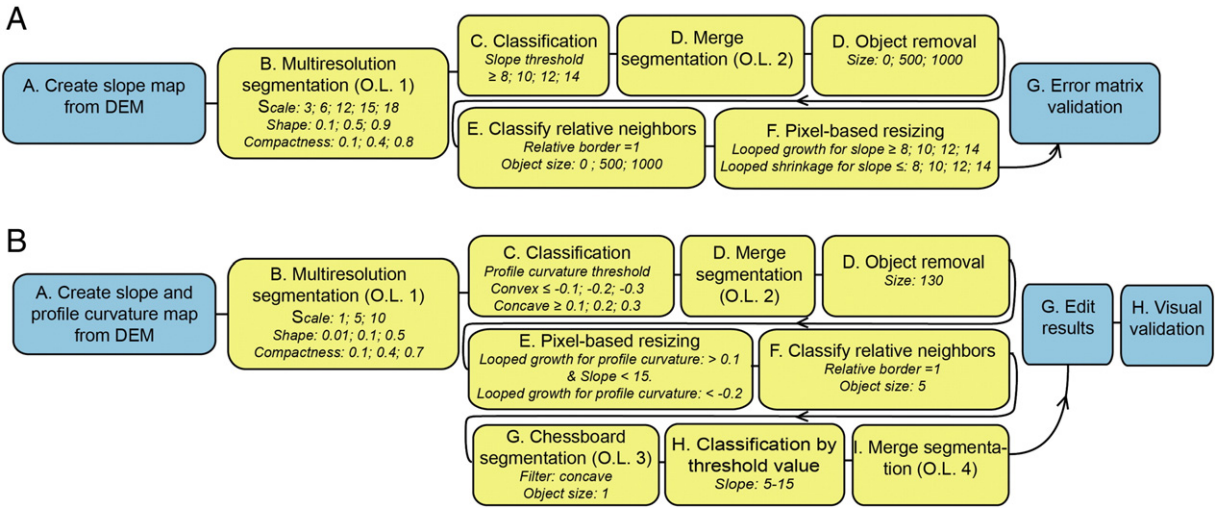 A
A. Create slope map
from DEM
B. Multiresolution
segmentation (O.L. 1)
Scale: 3; 6; 12; 15; 18
Shape: 0.1; 0.5; 0.9
Compactness: 0.1; 0.4; 0.8
C. Classification
Slope threshold
≥ 8; 10; 12; 14
D. Merge
segmentation (O.L. 2)
D. Object removal
Size: 0; 500; 1000
E. Classify relative neighbors
Relative border =1
Object size: 0 ; 500; 1000
F. Pixel-based resizing
Looped growth for slope ≥ 8; 10; 12; 14
Looped shrinkage for slope ≤: 8; 10; 12; 14
G. Error matrix
validation
B
A. Create slope and
profile curvature map
from DEM
B. Multiresolution
segmentation (O.L. 1)
Scale: 1; 5; 10
Shape: 0.01; 0.1; 0.5
Compactness: 0.1; 0.4; 0.7
C. Classification
Profile curvature threshold
Convex ≤ -0.1; -0.2; -0.3
Concave ≥ 0.1; 0.2; 0.3
D. Merge
segmentation
(O.L. 2)
D. Object removal
Size: 130
E. Pixel-based resizing
Looped growth for profile curvature: > 0.1
& Slope < 15.
Looped growth for profile curvature: < -0.2
F. Classify relative neighbors
Relative border =1
Object size: 5
G. Chessboard
segmentation (O.L. 3)
Filter: concave
Object size: 1
H. Classification by
threshold value
Slope: 5-15
I. Merge segmenta-
tion (O.L. 4)
G. Edit
results
H. Visual
validation